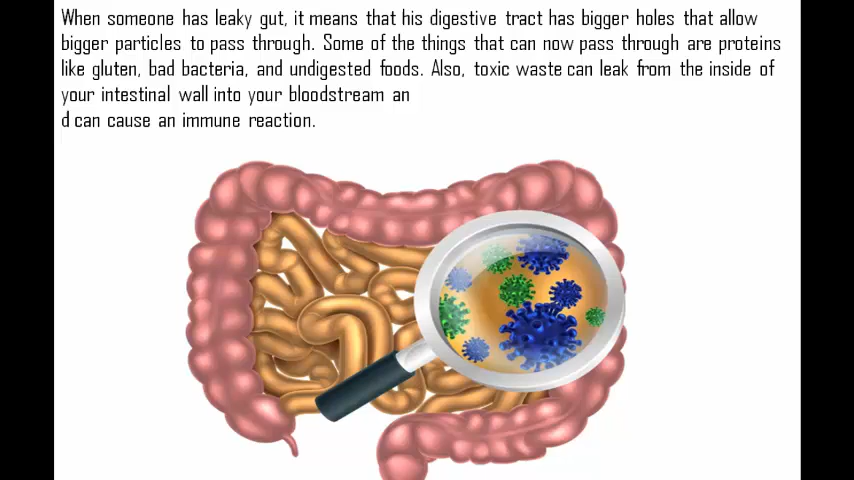 When someone has leaky gut, it means that his digestive tract has bigger holes that allow
bigger particles to pass through. Some of the things that can now pass through are proteins
like gluten, bad bacteria, and undigested foods. Also, toxic waste can leak from the inside of
your intestinal wall into your bloodstream an
d can cause an immune reaction.